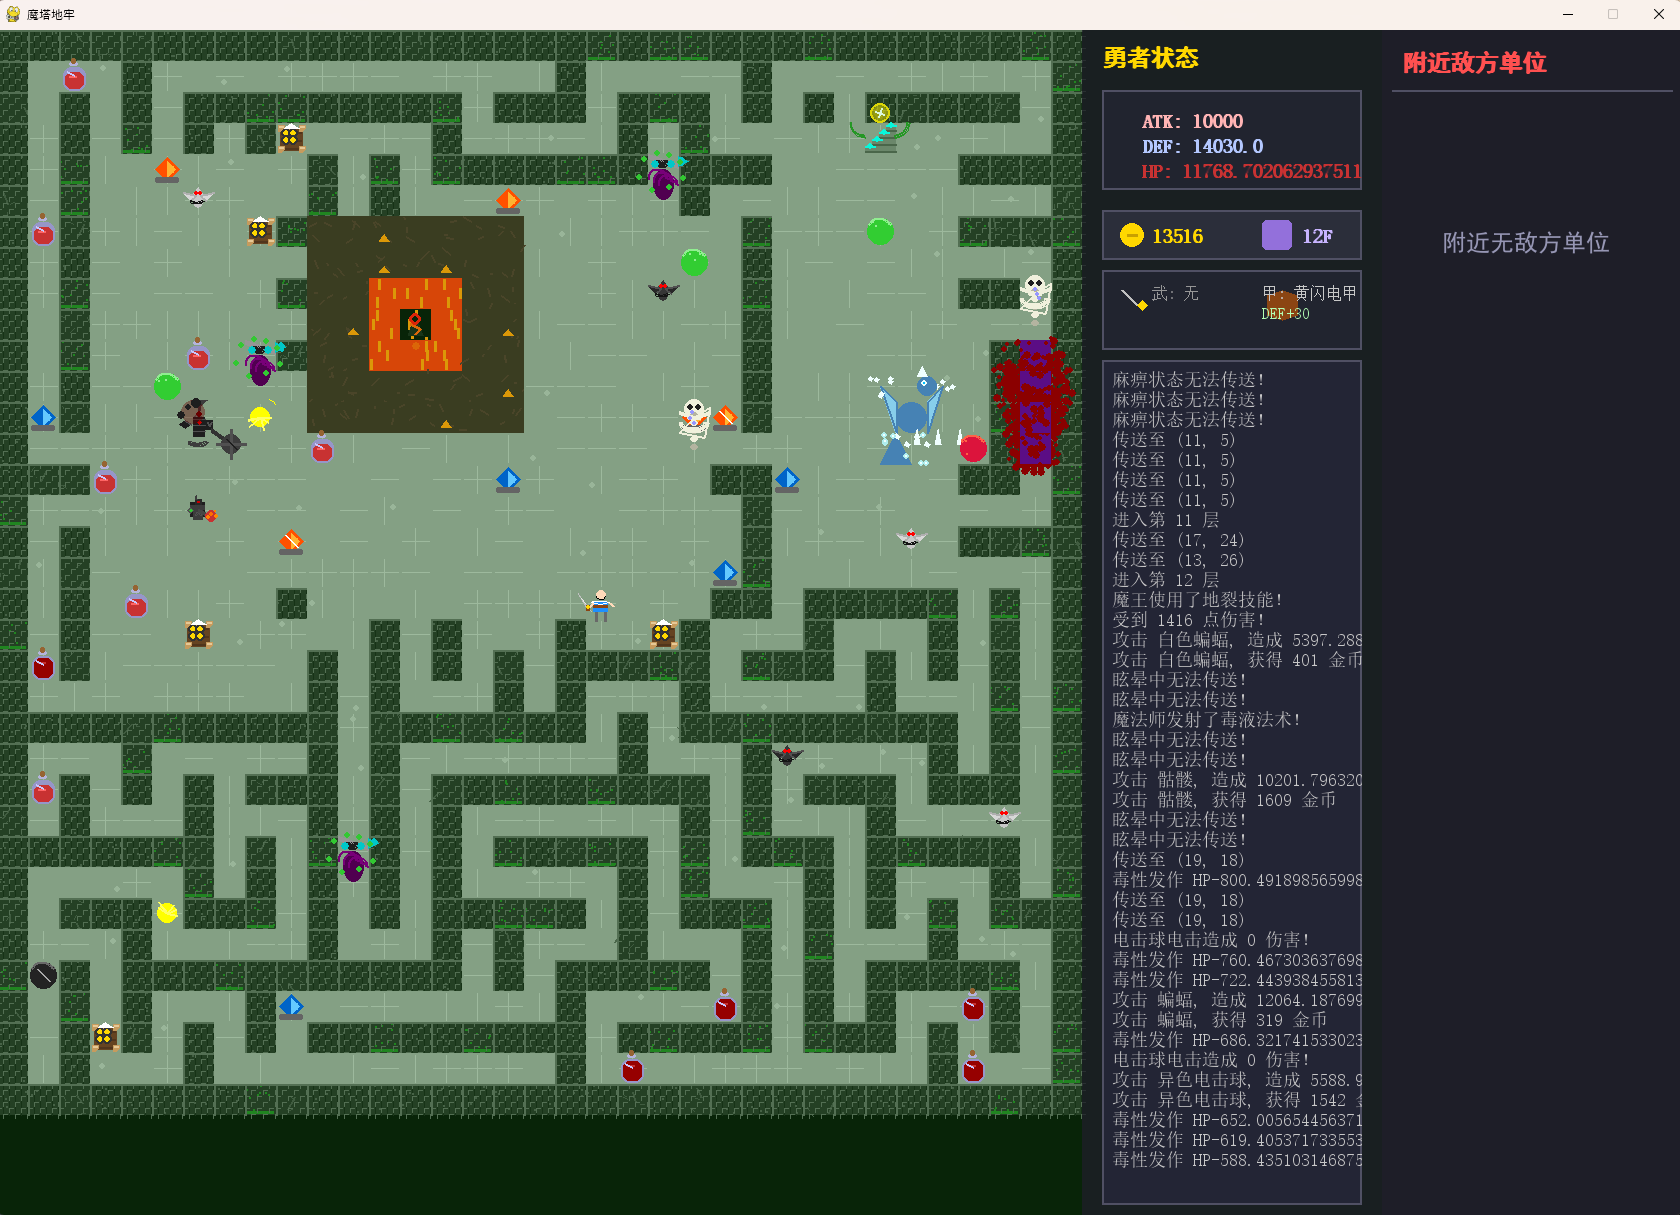 魔塔地牢
勇者状态
ATK: 10000
DEF: 14030.0
HP: 11768.702062937511
13516
12F
武: 无
甲: 黄闪电甲
DEF+30
麻痹状态无法传送!
麻痹状态无法传送!
麻痹状态无法传送!
传送至 (11, 5)
传送至 (11, 5)
传送至 (11, 5)
传送至 (11, 5)
进入第 11 层
传送至 (17, 24)
传送至 (13, 26)
进入第 12 层
魔王使用了地裂技能!
受到 1416 点伤害!
攻击 白色蝙蝠, 造成 5397.288
攻击 白色蝙蝠, 获得 401 金币
眩晕中无法传送!
眩晕中无法传送!
魔法师发射了毒液法术!
眩晕中无法传送!
眩晕中无法传送!
攻击 骷髅, 造成 10201.796320
攻击 骷髅, 获得 1609 金币
眩晕中无法传送!
眩晕中无法传送!
传送至 (19, 18)
毒性发作 HP-800.491898565998
传送至 (19, 18)
传送至 (19, 18)
电击球电击造成 0 伤害!
毒性发作 HP-760.467303637698
毒性发作 HP-722.443938455813
攻击 蝙蝠, 造成 12064.187699
攻击 蝙蝠, 获得 319 金币
毒性发作 HP-686.321741533023
电击球电击造成 0 伤害!
攻击 异色电击球, 造成 5588.9
攻击 异色电击球, 获得 1542 金
毒性发作 HP-652.005654456371
毒性发作 HP-619.405371733553
毒性发作 HP-588.435103146875
附近敌方单位
附近无敌方单位